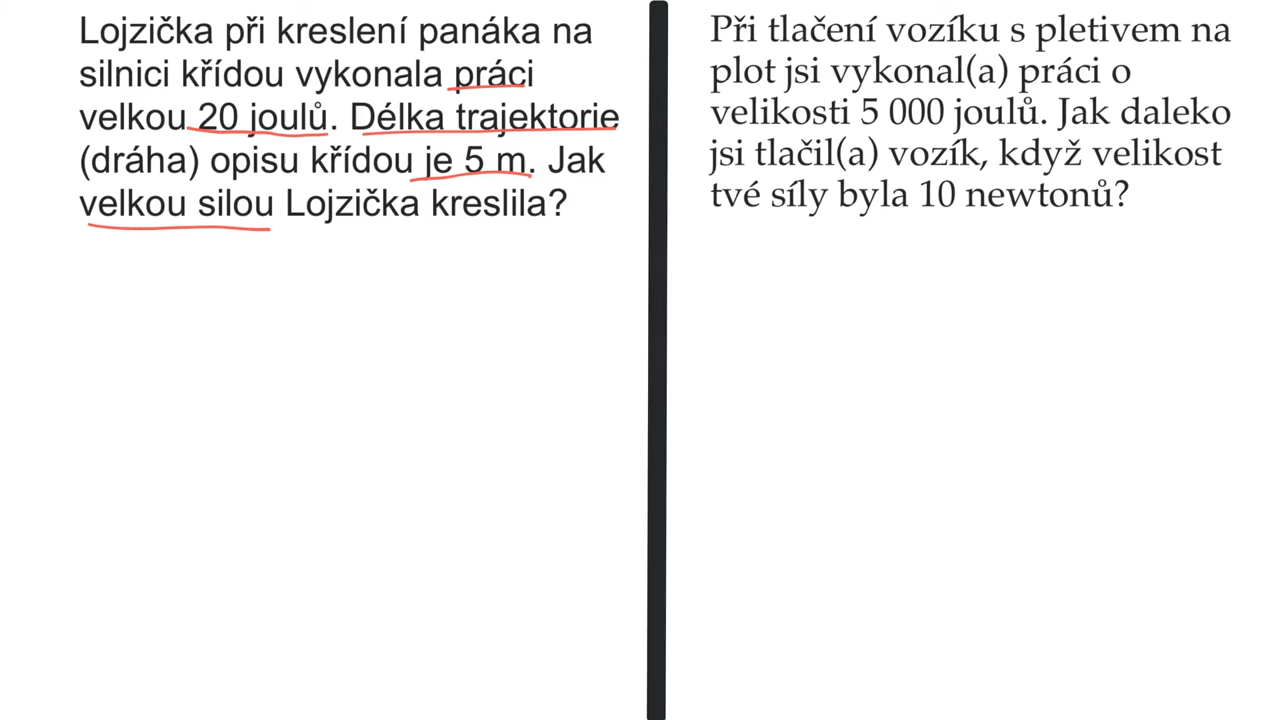 Lojzička při kreslení panáka na
silnici křídou vykonala práci
velkou 20 joulů. Délka trajektorie
(dráha) opisu křídou je 5 m. Jak
velkou silou Lojzička kreslila?
Při tlačení vozíku s pletivem na
plot jsi vykonal(a) práci o
velikosti 5 000 joulů. Jak daleko
jsi tlačil(a) vozík, když velikost
tvé síly byla 10 newtonů?